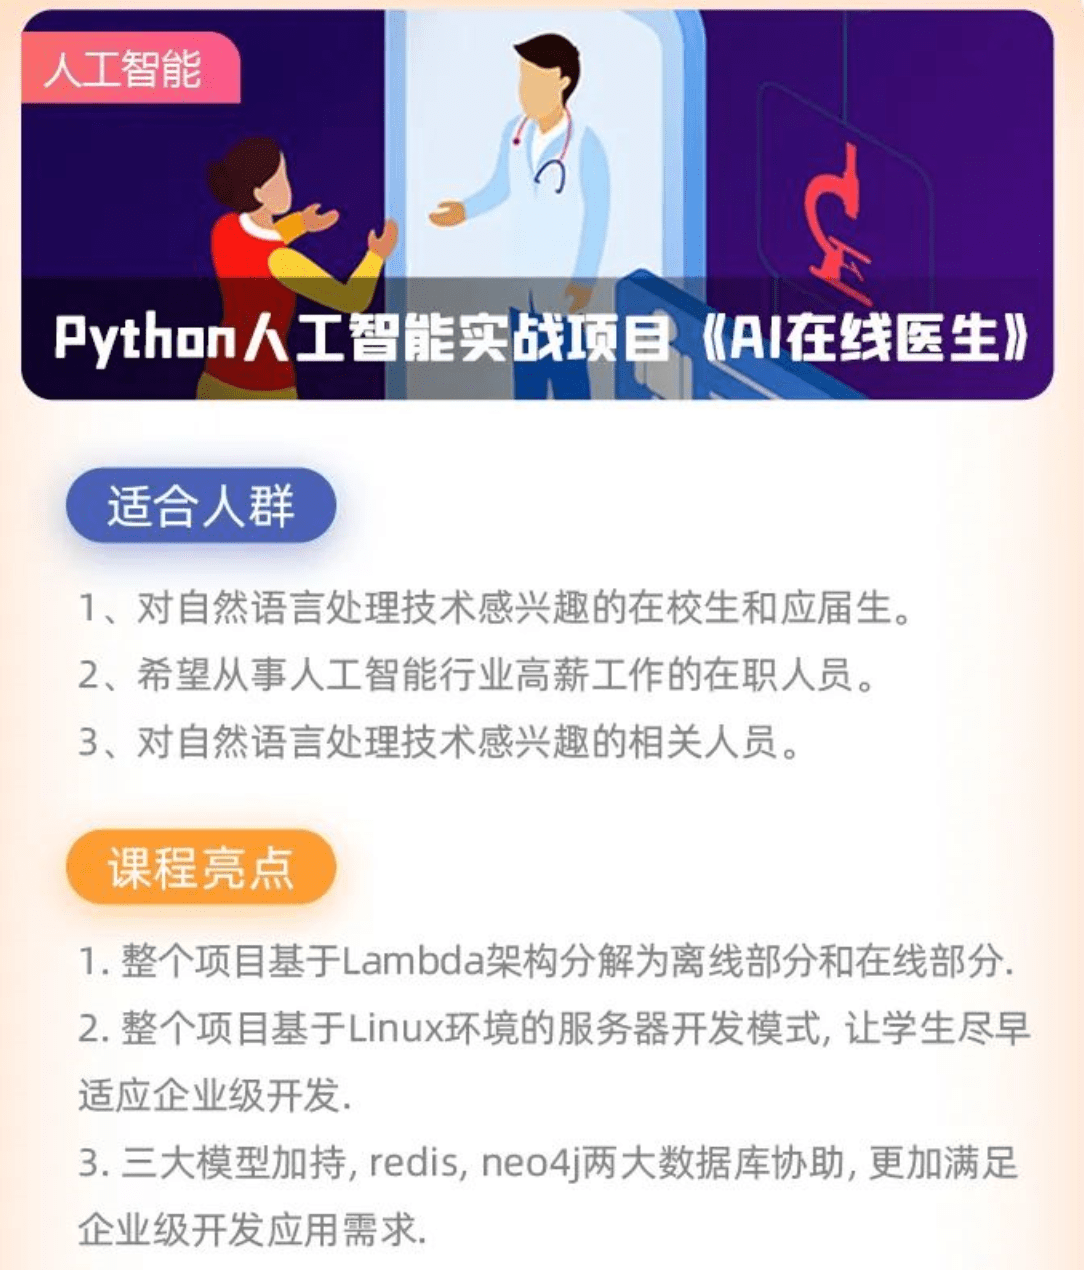 人工智能
Python人工智能实战项目《AI在线医生》
适合人群
1、对自然语言处理技术感兴趣的在校生和应届生。
2、希望从事人工智能行业高薪工作的在职人员。
3、对自然语言处理技术感兴趣的相关人员。
课程亮点
1. 整个项目基于Lambda架构分解为离线部分和在线部分.
2. 整个项目基于Linux环境的服务器开发模式, 让学生尽早
适应企业级开发.
3. 三大模型加持, redis, neo4j两大数据库协助, 更加满足
企业级开发应用需求.